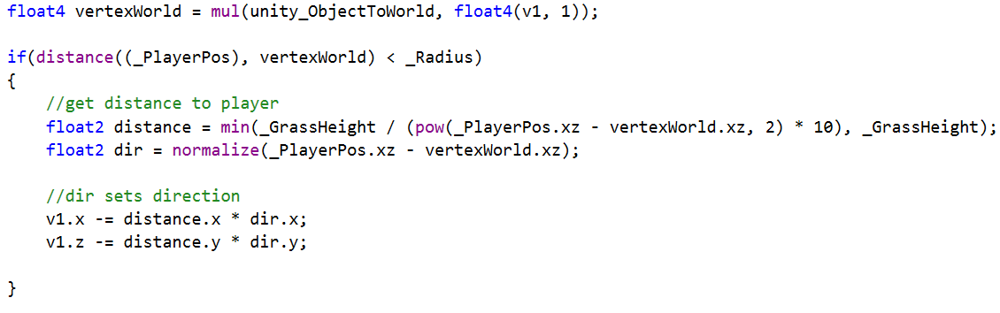 float4 vertexWorld = mul(unity_ObjectToWorld, float4(v1, 1));
if(distance((_PlayerPos), vertexWorld) < _Radius)
{
//get distance to player
float2 distance = min(_GrassHeight / (pow(_PlayerPos.xz - vertexWorld.xz, 2) * 10), _GrassHeight);
float2 dir = normalize(_PlayerPos.xz - vertexWorld.xz);
//dir sets direction
v1.x -= distance.x * dir.x;
v1.z -= distance.y * dir.y;
}